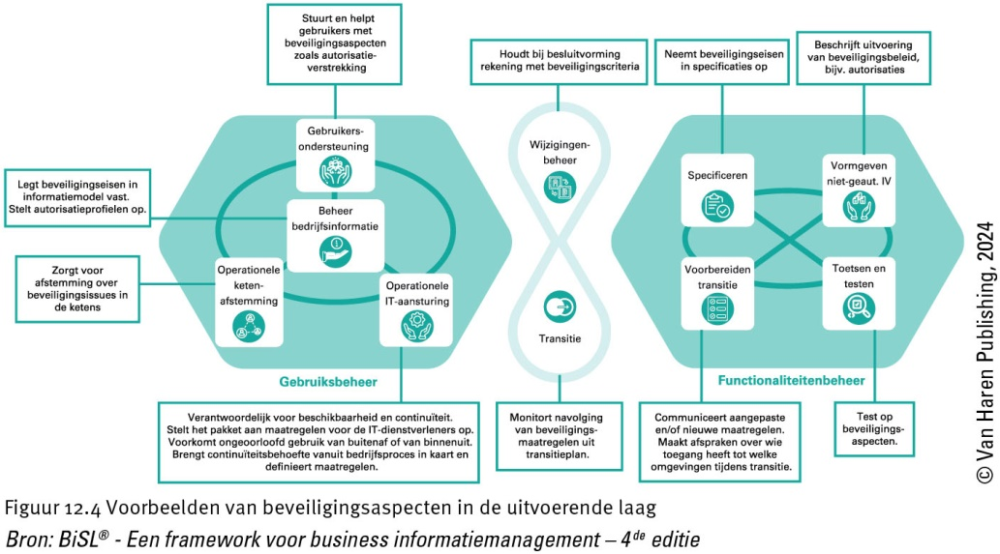 Stuurt en helpt
gebruikers met
beveiligingsaspecten
zoals autorisatie-
verstrekking
Houdt bij besluitvorming
rekening met beveiligingscriteria
Neemt beveiligingseisen
in specificaties op
Beschrijft uitvoering
van beveiligingsbeleid,
bijv. autorisaties
Gebruikers-
ondersteuning
Legt beveiligingseisen in
informatiemodel vast.
Stelt autorisatieprofielen op.
Beheer
bedrijfsinformatie
Zorgt voor
afstemming over
beveiligingsissues in
de ketens
Operationele
keten-
afstemming
Operationele
IT-aansturing
Gebruiksbeheer
Wijzigingen-
beheer
Transitie
Specificeren
Vormgeven
niet-geaut. IV
Voorbereiden
transitie
Toetsen en
testen
Functionaliteitenbeheer
Verantwoordelijk voor beschikbaarheid en continuïteit.
Stelt het pakket aan maatregelen voor de IT-dienstverleners op.
Voorkomt ongeoorloofd gebruik van buitenaf of van binnenuit.
Brengt continuïteitsbehoefte vanuit bedrijfsproces in kaart en
definieert maatregelen.
Monitort navolging
van beveiligings-
maatregelen uit
transitieplan.
Communiceert aangepaste
en/of nieuwe maatregelen.
Maakt afspraken over wie
toegang heeft tot welke
omgevingen tijdens transitie.
Test op
beveiligings-
aspecten.
© Van Haren Publishing, 2024
Figuur 12.4 Voorbeelden van beveiligingsaspecten in de uitvoerende laag
Bron: BiSL® - Een framework voor business informatiemanagement – 4de editie